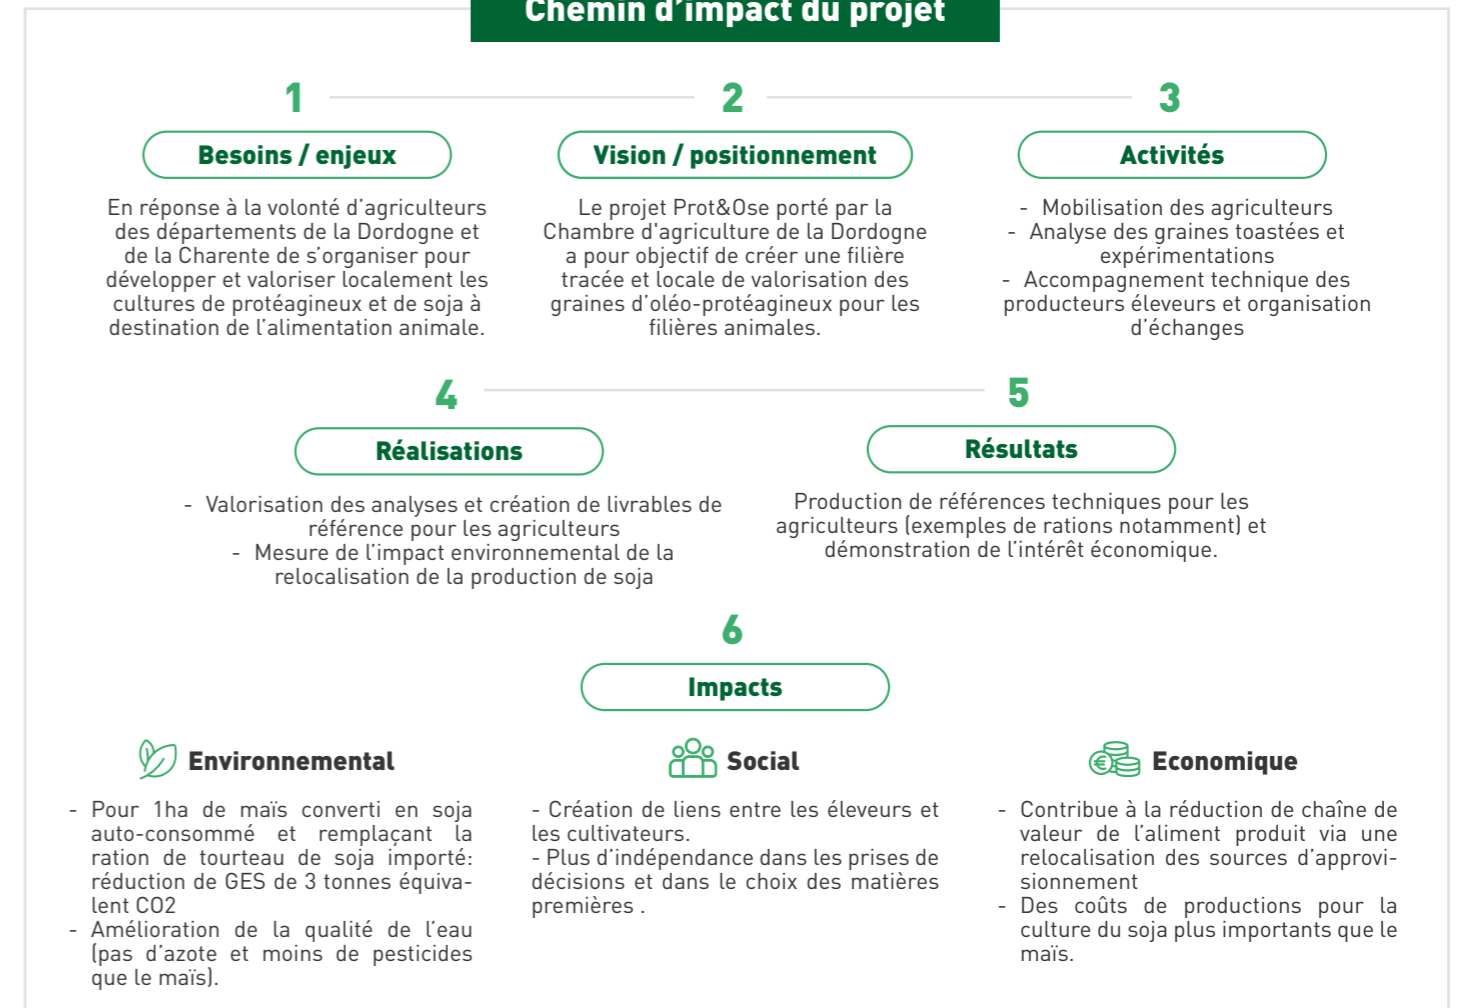 Chemin d'impact du projet
1
2
3
Besoins / enjeux
Vision / positionnement
Activités
En réponse à la volonté d'agriculteurs
des départements de la Dordogne et
de la Charente de s'organiser pour
développer et valoriser localement les
cultures de protéagineux et de soja à
destination de l'alimentation animale.
Le projet Prot&Ose porté par la
Chambre d'agriculture de la Dordogne
a pour objectif de créer une filière
tracée et locale de valorisation des
graines d'oléo-protéagineux pour les
filières animales.
- Mobilisation des agriculteurs
- Analyse des graines toastées et
expérimentations
- Accompagnement technique des
producteurs éleveurs et organisation
d'échanges
4
5
Réalisations
Résultats
- Valorisation des analyses et création de livrables de
référence pour les agriculteurs
- Mesure de l'impact environnemental de la
relocalisation de la production de soja
Production de références techniques pour les
agriculteurs (exemples de rations notamment) et
démonstration de l'intérêt économique.
6
Impacts
Environnemental
- Pour 1ha de maïs converti en soja
auto-consommé et remplaçant la
ration de tourteau de soja importé:
réduction de GES de 3 tonnes équiva-
lent CO2
- Amélioration de la qualité de l'eau
(pas d'azote et moins de pesticides
que le maïs).
Social
- Création de liens entre les éleveurs et
les cultivateurs.
- Plus d'indépendance dans les prises de
décisions et dans le choix des matières
premières .
Economique
- Contribue à la réduction de chaîne de
valeur de l'aliment produit via une
relocalisation des sources d'approvi-
sionnement
- Des coûts de productions pour la
culture du soja plus importants que le
maïs.